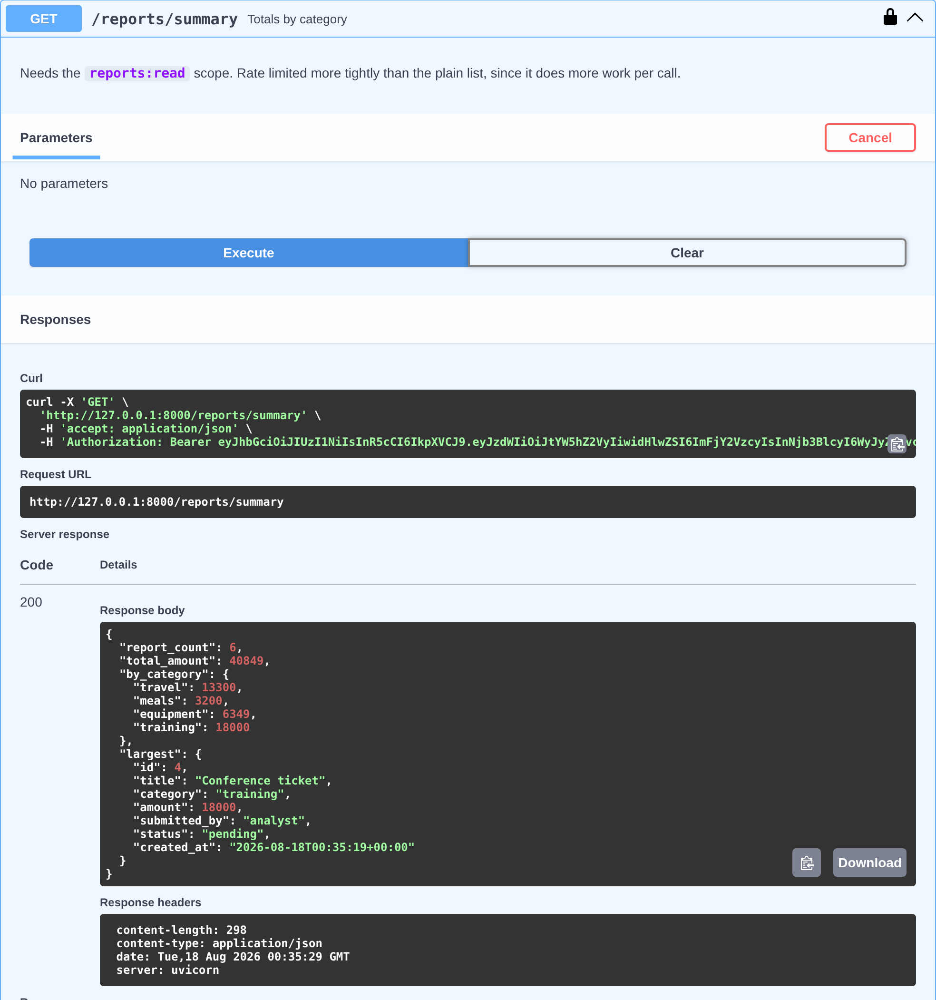 GET /reports/summary Totals by category
Needs the reports:read scope. Rate limited more tightly than the plain list, since it does more work per call.
Parameters
Cancel
No parameters
Execute
Clear
Responses
Curl
curl -X 'GET' \
  'http://127.0.0.1:8000/reports/summary' \
  -H 'accept: application/json' \
  -H 'Authorization: Bearer eyJhbGciOiJIUzI1NiIsInR5cCI6IkpXVCJ9.eyJzdWIiOiJtYW5hZ2VyIiwidHlwZSI6ImFjY2VzcyIsInNjb3BlcyI6WyJy
Request URL
http://127.0.0.1:8000/reports/summary
Server response
Code Details
200
Response body
{
  "report_count": 6,
  "total_amount": 40849,
  "by_category": {
    "travel": 13300,
    "meals": 3200,
    "equipment": 6349,
    "training": 18000
  },
  "largest": {
    "id": 4,
    "title": "Conference ticket",
    "category": "training",
    "amount": 18000,
    "submitted_by": "analyst",
    "status": "pending",
    "created_at": "2026-08-18T00:35:19+00:00"
  }
}
Download
Response headers
content-length: 298
content-type: application/json
date: Tue,18 Aug 2026 00:35:29 GMT
server: uvicorn